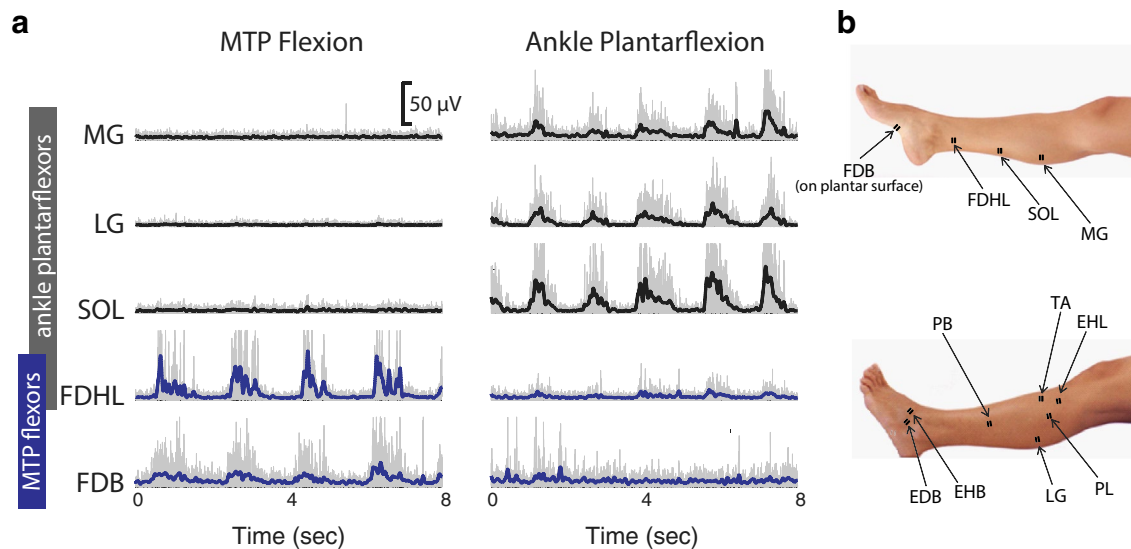 a
MTP Flexion
Ankle Plantarflexion
50 µV
ankle plantarflexors
MTP flexors
MG
LG
SOL
FDHL
FDB
0
4
8
0
4
8
Time (sec)
Time (sec)
b
FDB
(on plantar surface)
FDHL
SOL
MG
PB
TA
EHL
EDB
EHB
LG
PL